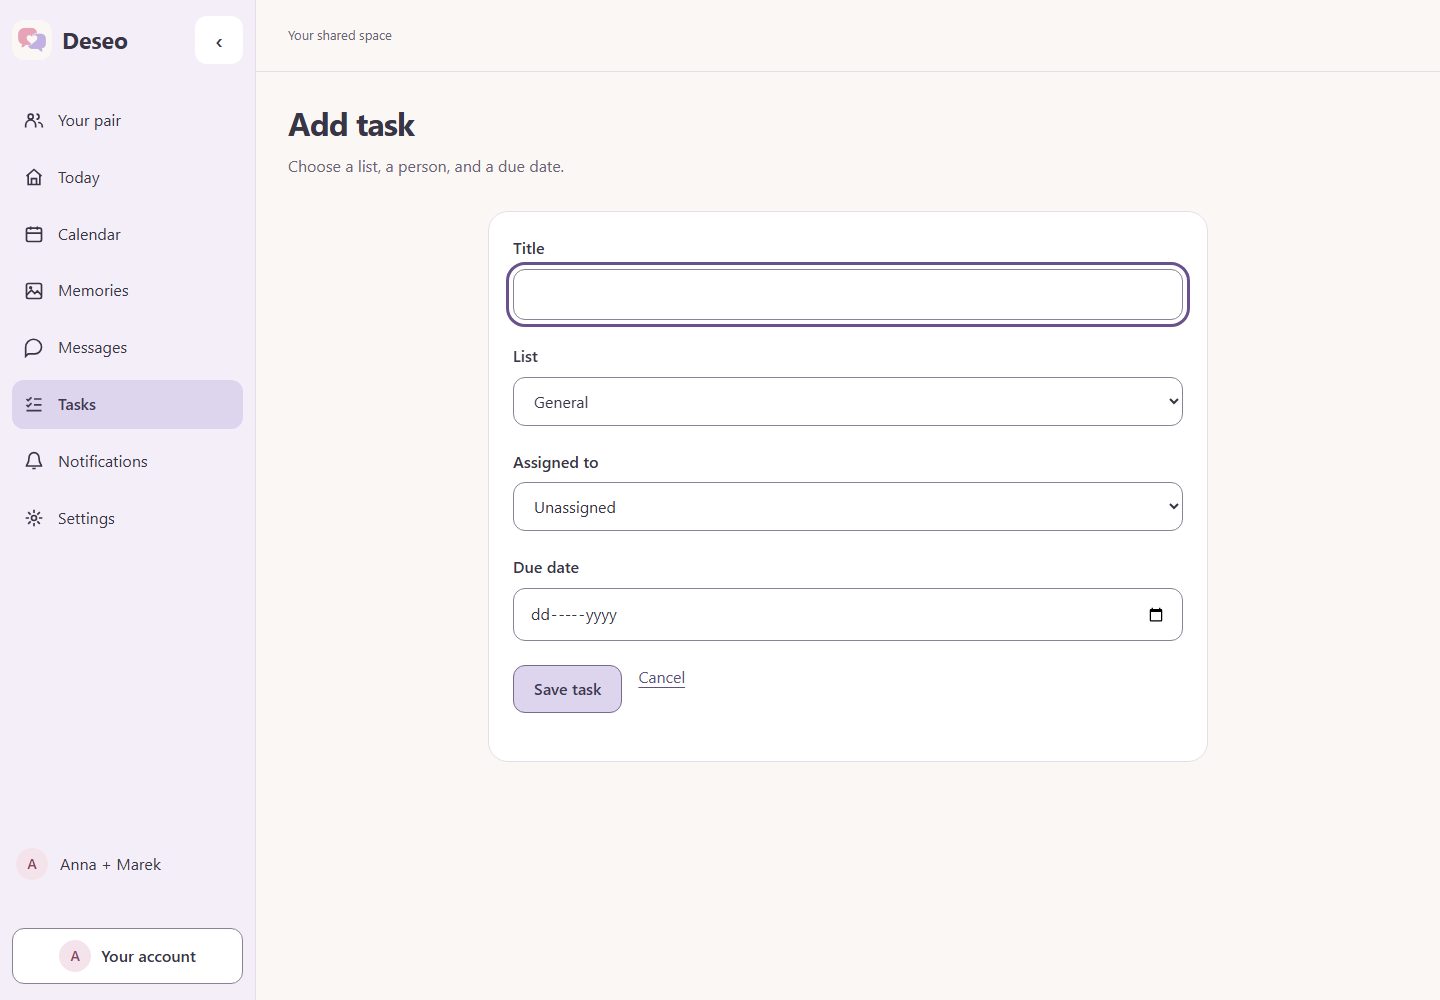 Deseo
‹
Your pair
Today
Calendar
Memories
Messages
Tasks
Notifications
Settings
A
Anna + Marek
A
Your account
Your shared space
Add task
Choose a list, a person, and a due date.
Title
List
General
Assigned to
Unassigned
Due date
dd-----yyyy
Save task
Cancel